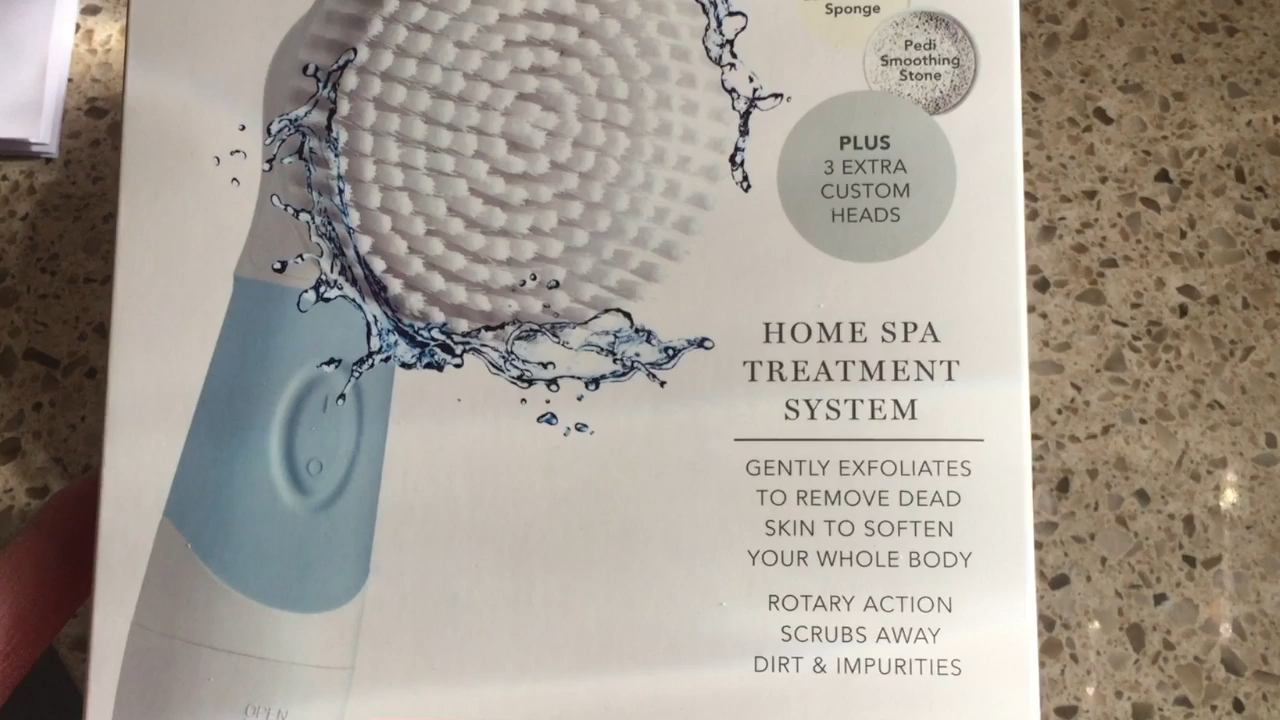 Sponge
Pedi
Smoothing
Stone
PLUS
3 EXTRA
CUSTOM
HEADS
HOME SPA
TREATMENT
SYSTEM
GENTLY EXFOLIATES
TO REMOVE DEAD
SKIN TO SOFTEN
YOUR WHOLE BODY
ROTARY ACTION
SCRUBS AWAY
DIRT & IMPURITIES
OPEN